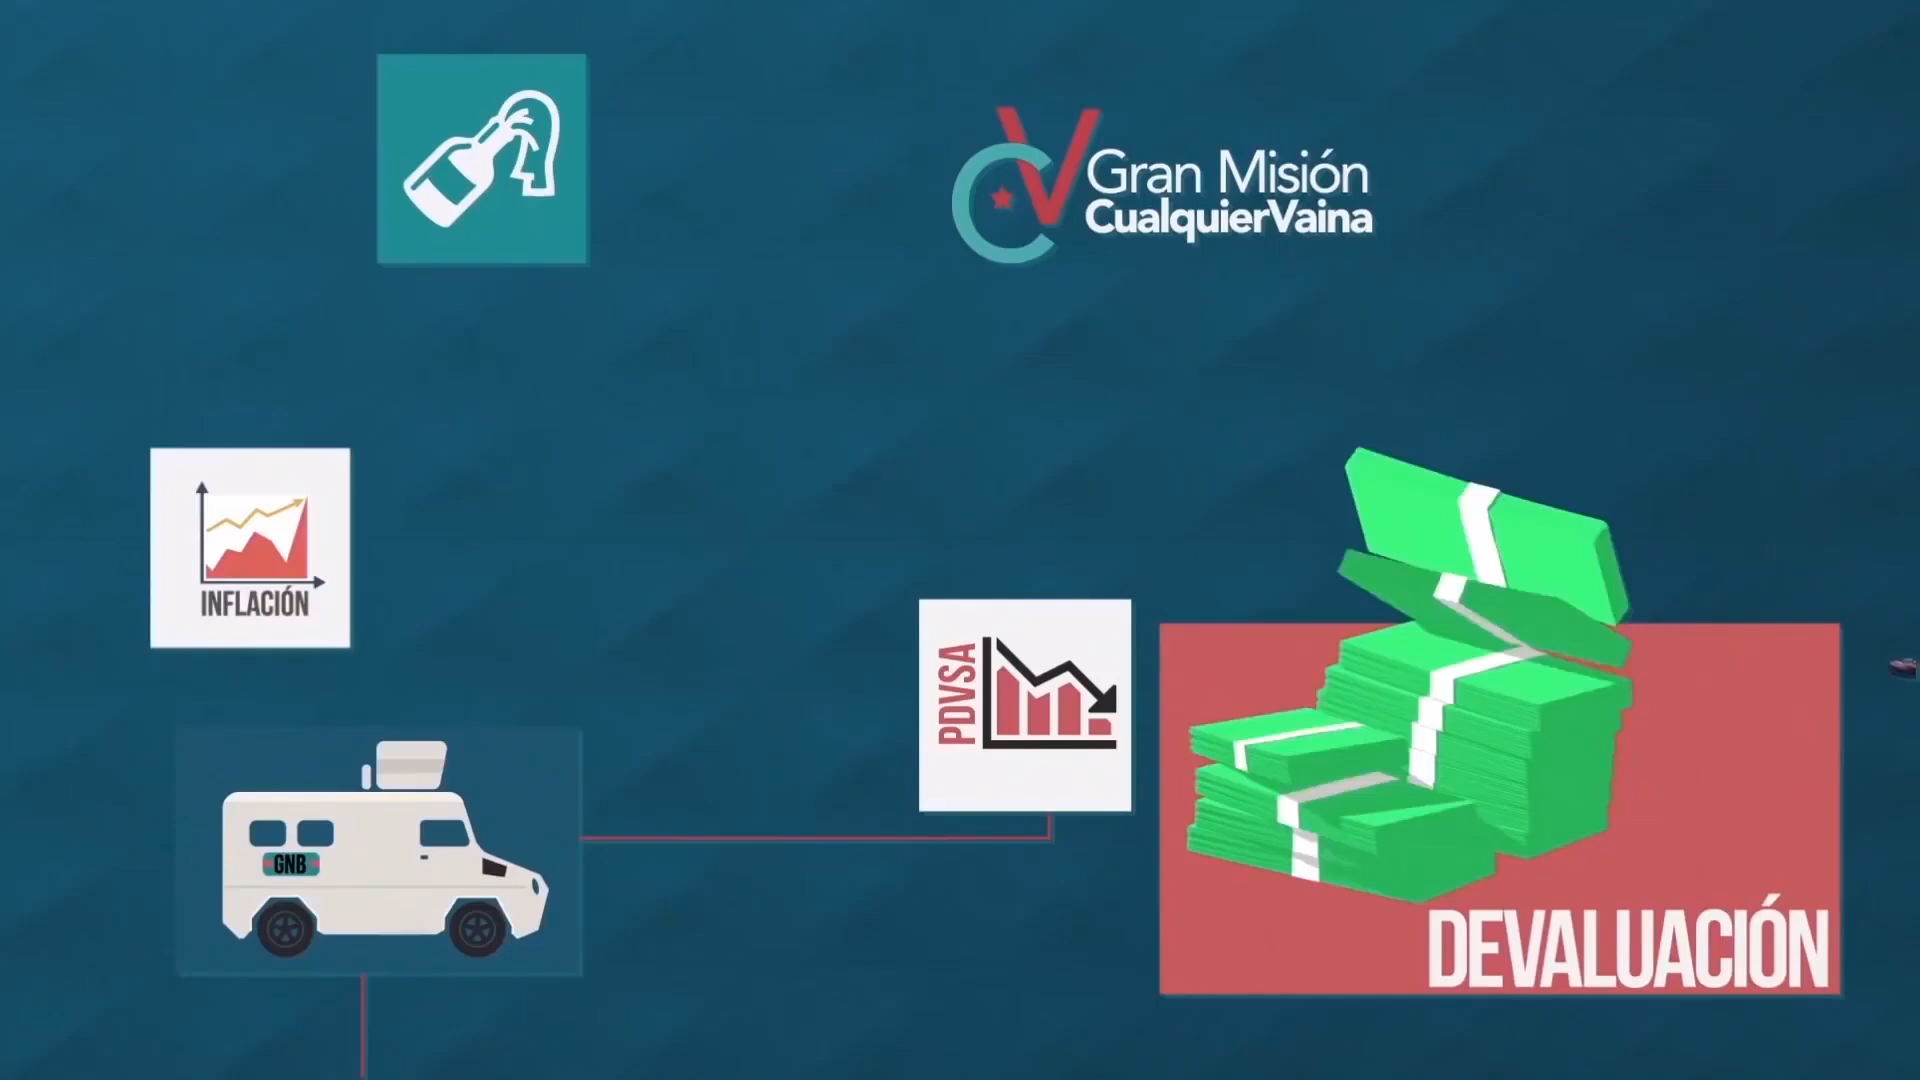 Gran Misión
CualquierVaina
INFLACIÓN
PDVSA
GNB
DEVALUACIÓN